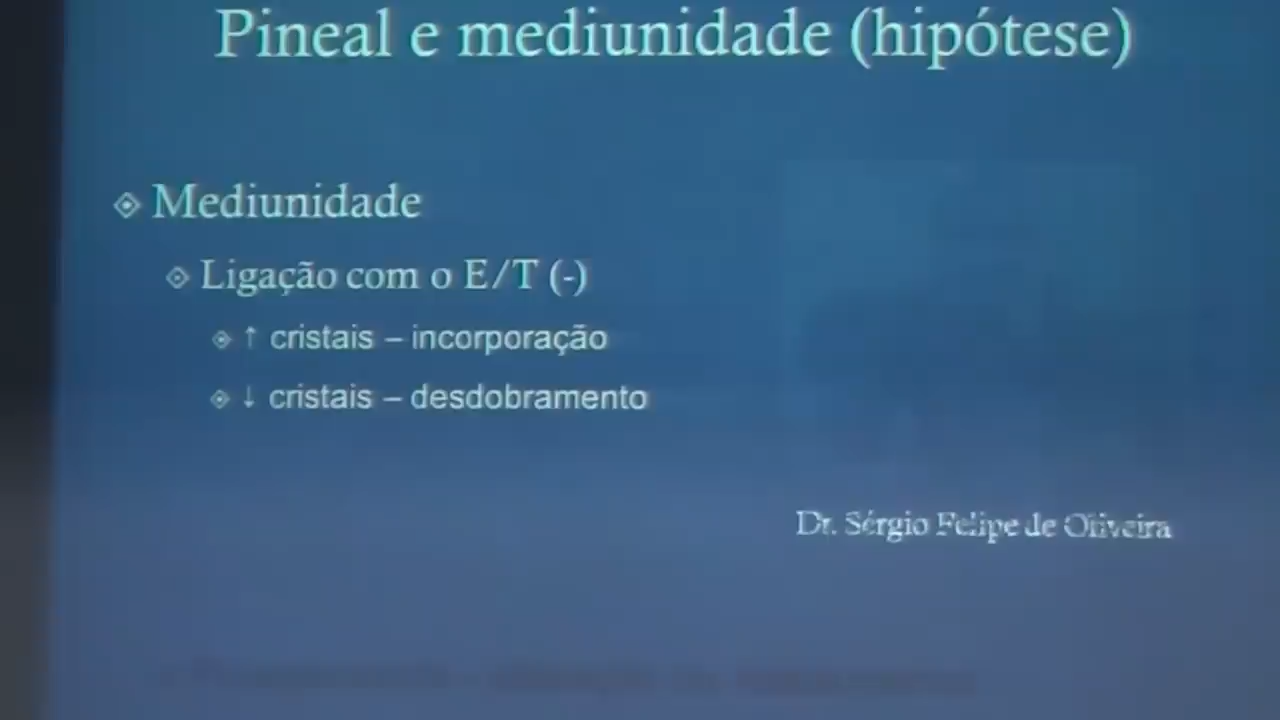 Pineal e mediunidade (hipótese)
Mediunidade
Ligação com o E/T (-)
↑ cristais – incorporação
↓ cristais – desdobramento
Dr. Sérgio Felipe de Oliveira